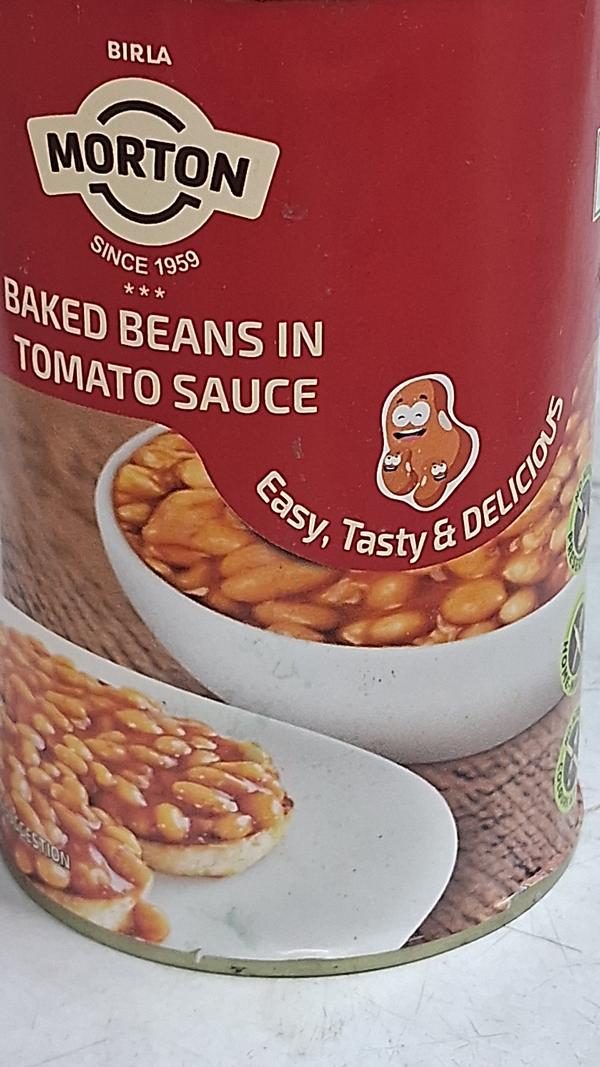 BIRLA
MORTON
SINCE 1959
BAKED BEANS IN
TOMATO SAUCE
Easy, Tasty & DELICIOUS